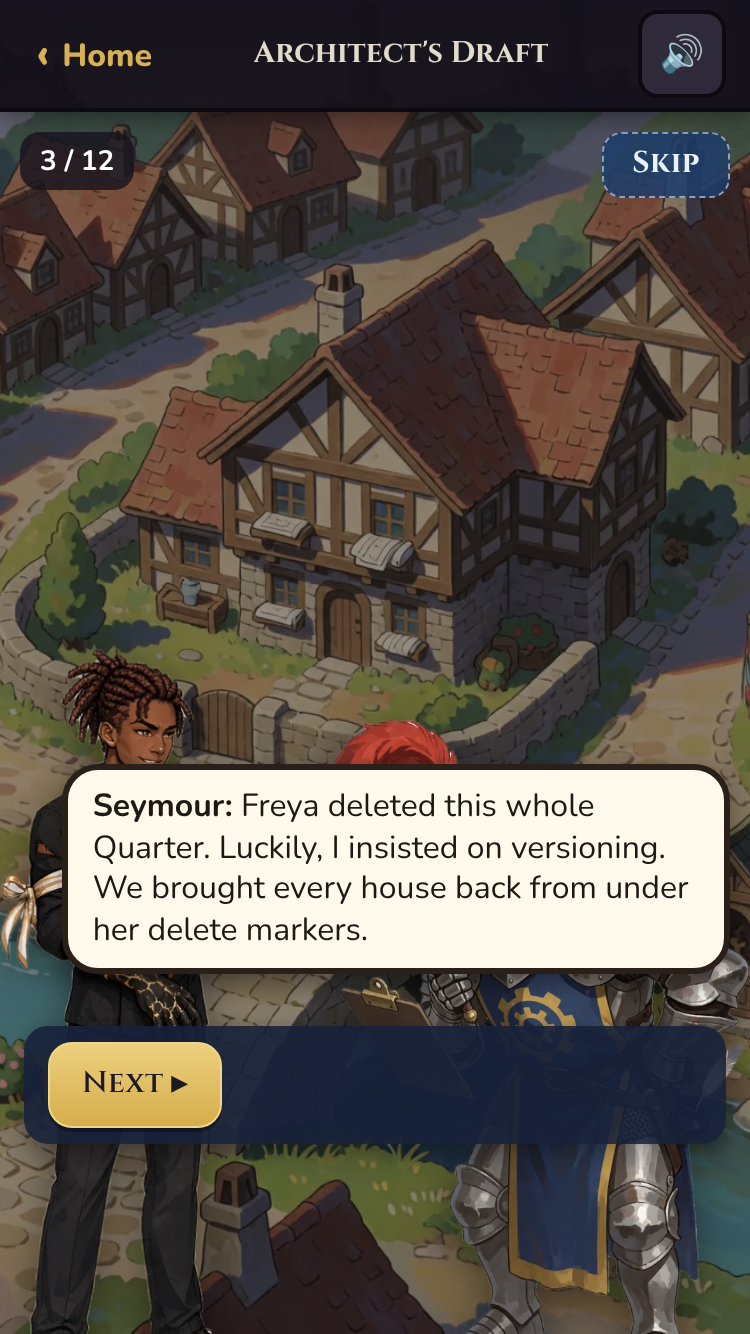 ‹ Home
Architect's Draft
3 / 12
Skip
Seymour: Freya deleted this whole
Quarter. Luckily, I insisted on versioning.
We brought every house back from under
her delete markers.
Next ▸